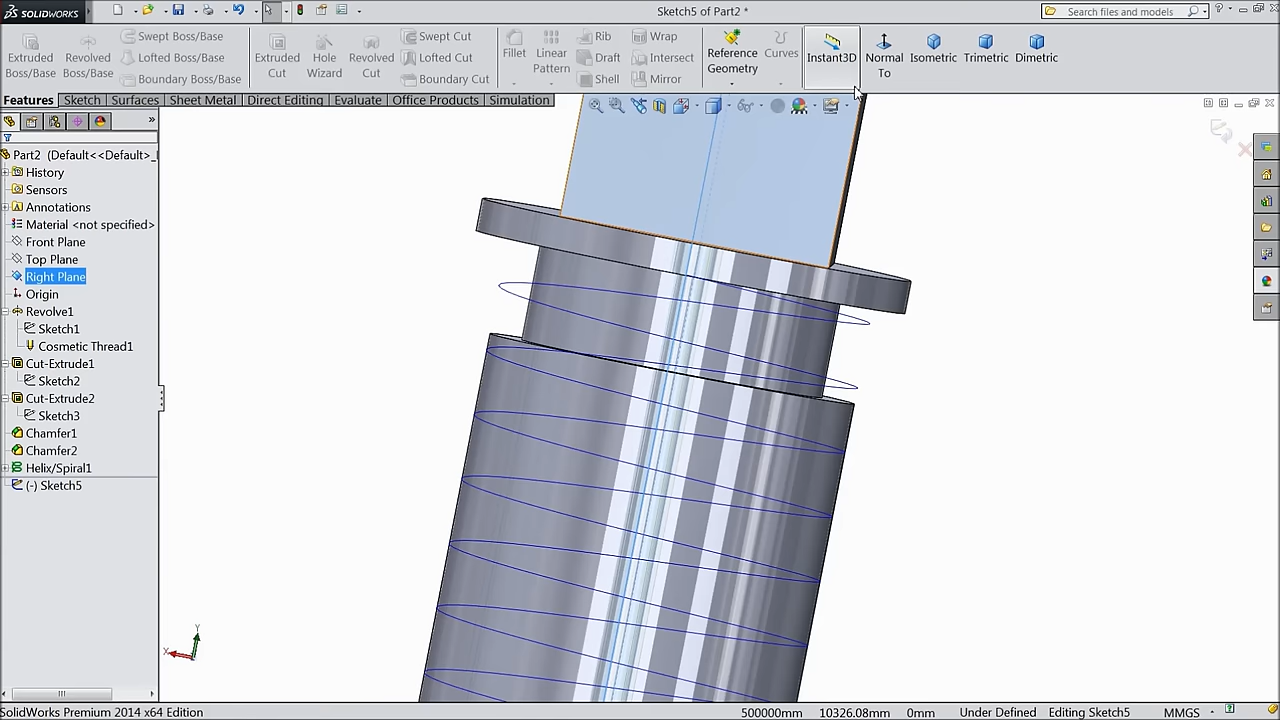 SOLIDWORKS
Sketch5 of Part2 *
Search files and models
Extruded Boss/Base
Revolved Boss/Base
Swept Boss/Base
Lofted Boss/Base
Boundary Boss/Base
Extruded Cut
Hole Wizard
Revolved Cut
Swept Cut
Lofted Cut
Boundary Cut
Fillet
Linear Pattern
Rib
Draft
Shell
Wrap
Intersect
Mirror
Reference Geometry
Curves
Instant3D
Normal To
Isometric
Trimetric
Dimetric
Features Sketch Surfaces Sheet Metal Direct Editing Evaluate Office Products Simulation
Part2 (Default<<Default>_
History
Sensors
Annotations
Material <not specified>
Front Plane
Top Plane
Right Plane
Origin
Revolve1
Sketch1
Cosmetic Thread1
Cut-Extrude1
Sketch2
Cut-Extrude2
Sketch3
Chamfer1
Chamfer2
Helix/Spiral1
(-) Sketch5
Y
X
SolidWorks Premium 2014 x64 Edition 500000mm 10326.08mm 0mm Under Defined Editing Sketch5 MMGS